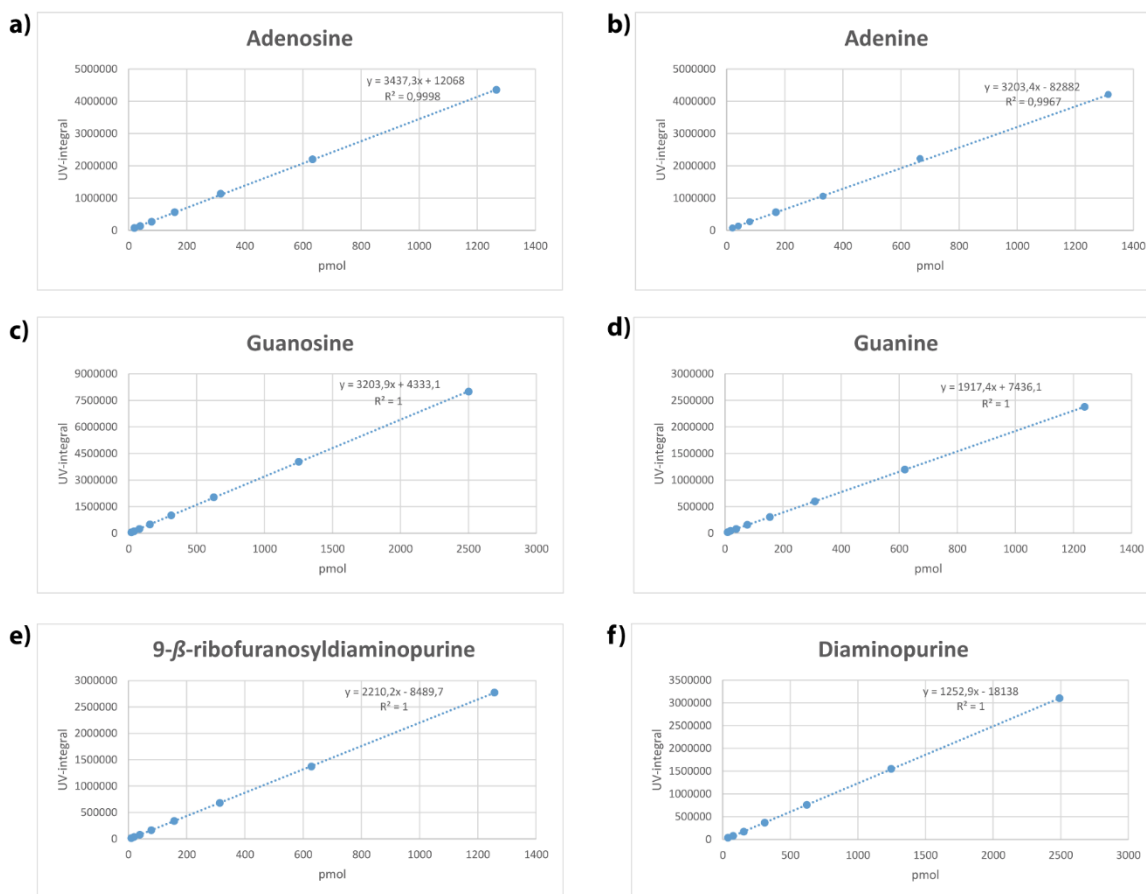 a)
Adenosine
y = 3437,3x + 12068
R² = 0,9998
UV-integral
5000000
4000000
3000000
2000000
1000000
0
0 200 400 600 800 1000 1200 1400
pmol
b)
Adenine
y = 3203,4x - 82882
R² = 0,9967
UV-integral
5000000
4000000
3000000
2000000
1000000
0
0 200 400 600 800 1000 1200 1400
pmol
c)
Guanosine
y = 3203,9x + 4333,1
R² = 1
UV-integral
9000000
7500000
6000000
4500000
3000000
1500000
0
0 500 1000 1500 2000 2500 3000
pmol
d)
Guanine
y = 1917,4x + 7436,1
R² = 1
UV-integral
3000000
2500000
2000000
1500000
1000000
500000
0
0 200 400 600 800 1000 1200 1400
pmol
e)
9-β-ribofuranosyldiaminopurine
y = 2210,2x - 8489,7
R² = 1
UV-integral
3000000
2500000
2000000
1500000
1000000
500000
0
0 200 400 600 800 1000 1200 1400
pmol
f)
Diaminopurine
y = 1252,9x - 18138
R² = 1
UV-integral
3500000
3000000
2500000
2000000
1500000
1000000
500000
0
0 500 1000 1500 2000 2500 3000
pmol